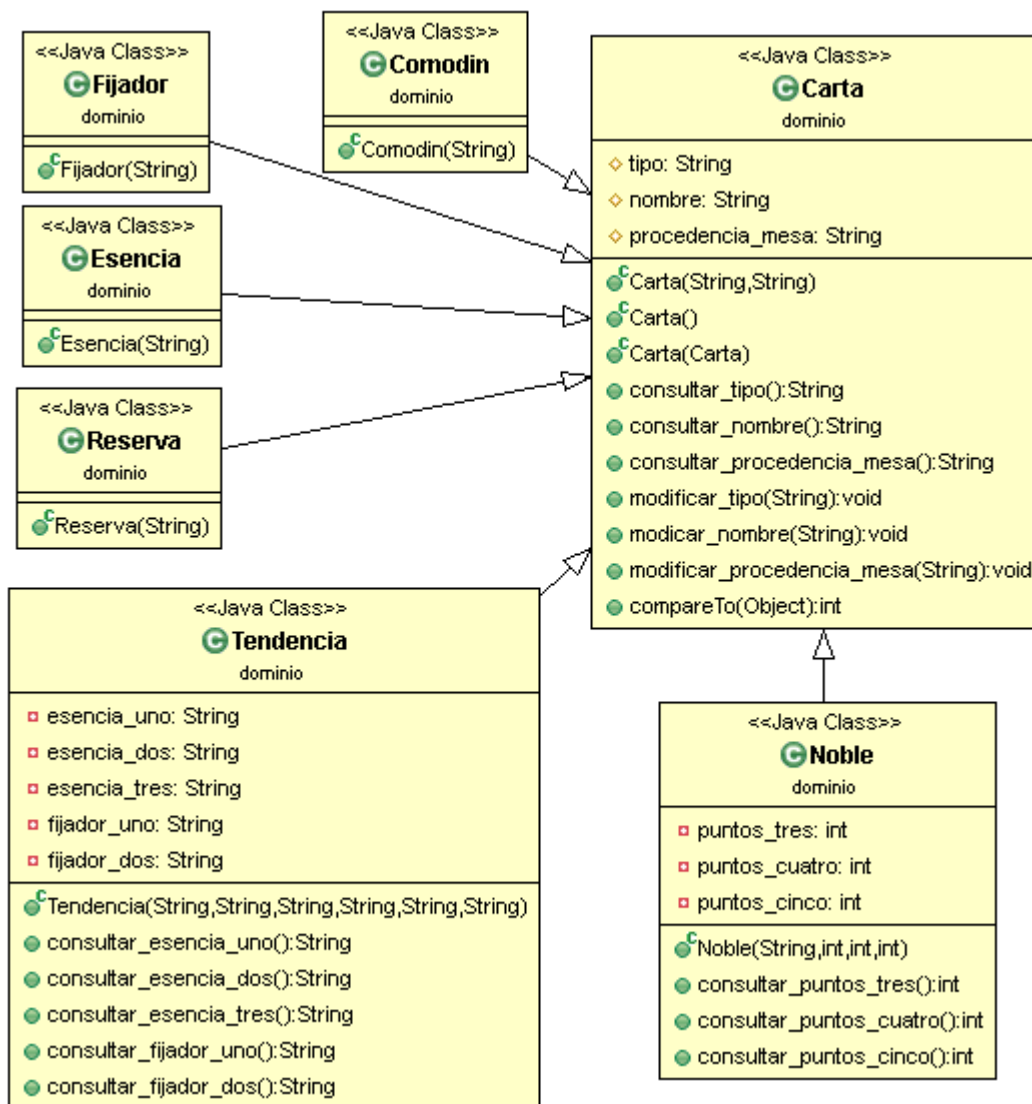 <<Java Class>>
Fijador
dominio
Fijador(String)
<<Java Class>>
Comodin
dominio
Comodin(String)
<<Java Class>>
Carta
dominio
tipo: String
nombre: String
procedencia_mesa: String
Carta(String,String)
Carta()
Carta(Carta)
consultar_tipo():String
consultar_nombre():String
consultar_procedencia_mesa():String
modificar_tipo(String):void
modicar_nombre(String):void
modificar_procedencia_mesa(String):void
compareTo(Object):int
<<Java Class>>
Esencia
dominio
Esencia(String)
<<Java Class>>
Reserva
dominio
Reserva(String)
<<Java Class>>
Tendencia
dominio
esencia_uno: String
esencia_dos: String
esencia_tres: String
fijador_uno: String
fijador_dos: String
Tendencia(String,String,String,String,String,String)
consultar_esencia_uno():String
consultar_esencia_dos():String
consultar_esencia_tres():String
consultar_fijador_uno():String
consultar_fijador_dos():String
<<Java Class>>
Noble
dominio
puntos_tres: int
puntos_cuatro: int
puntos_cinco: int
Noble(String,int,int,int)
consultar_puntos_tres():int
consultar_puntos_cuatro():int
consultar_puntos_cinco():int